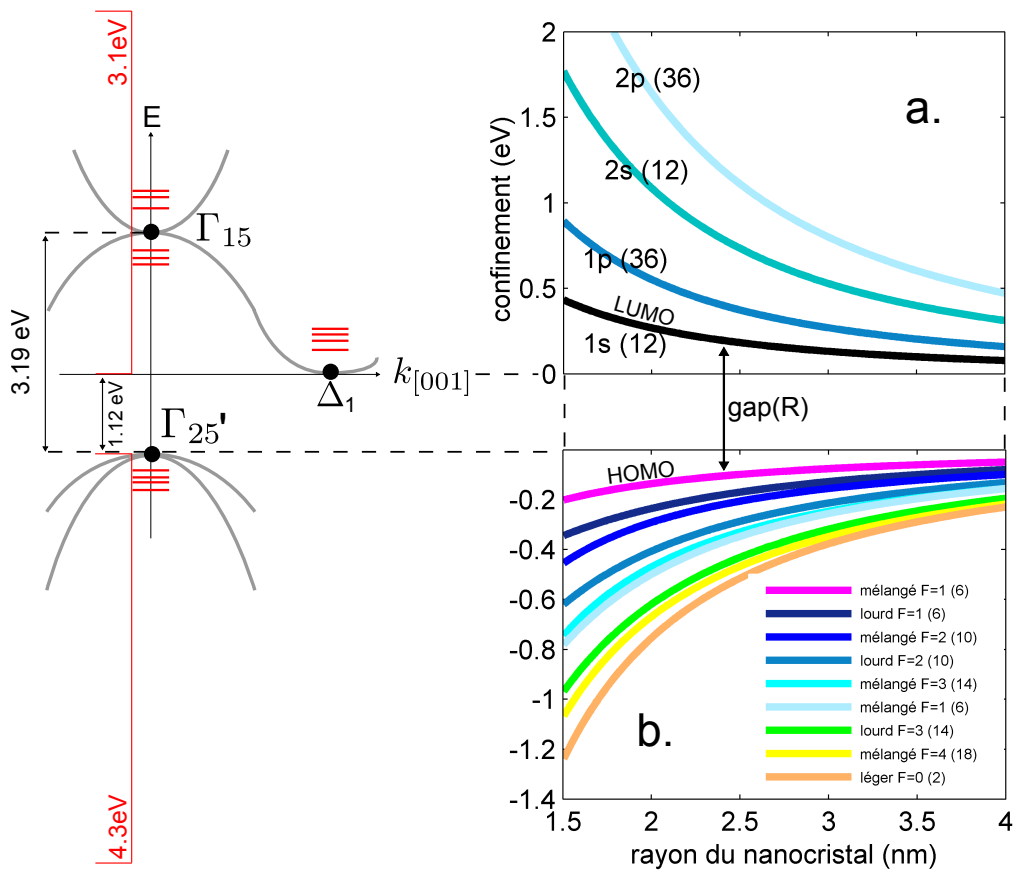 3.1eV
E
Γ15
3.19 eV
1.12 eV
k[001]
Δ1
Γ25'
4.3eV
a.
confinement (eV)
2
1.5
1
0.5
0
2p (36)
2s (12)
1p (36)
LUMO
1s (12)
gap(R)
HOMO
-0.2
-0.4
-0.6
-0.8
-1
-1.2
-1.4
mélangé F=1 (6)
lourd F=1 (6)
mélangé F=2 (10)
lourd F=2 (10)
mélangé F=3 (14)
mélangé F=1 (6)
lourd F=3 (14)
mélangé F=4 (18)
léger F=0 (2)
b.
1.5 2 2.5 3 3.5 4
rayon du nanocristal (nm)